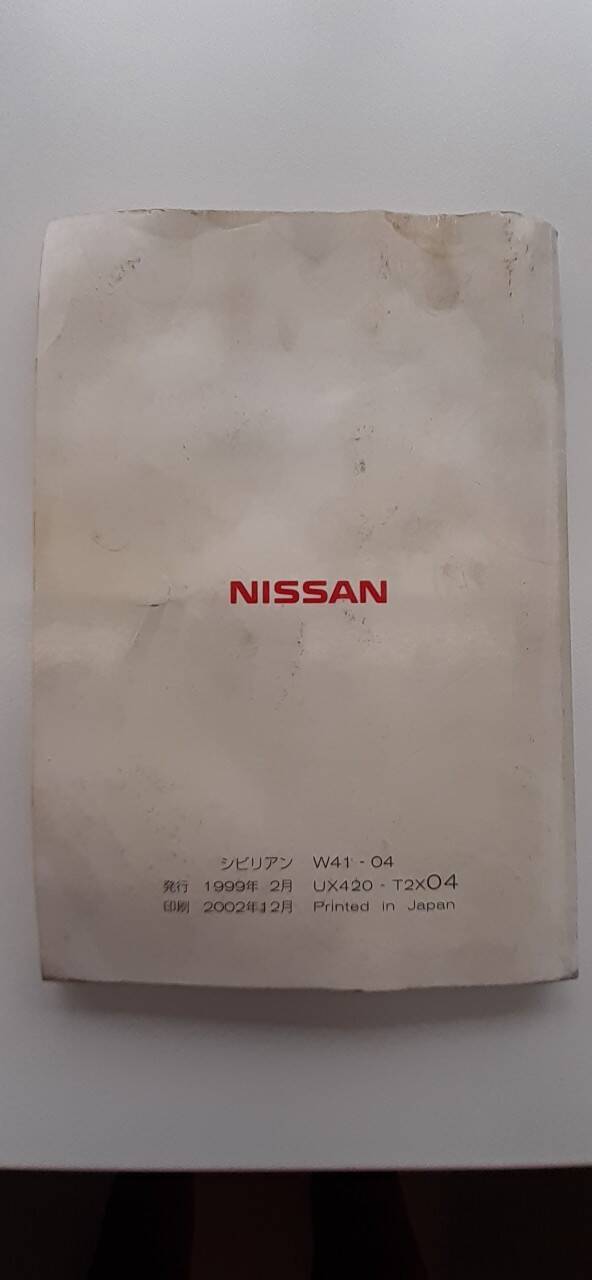 NISSAN
シビリアン W41 - 04
発行 1999年 2月 UX420 - T2X04
印刷 2002年12月 Printed in Japan